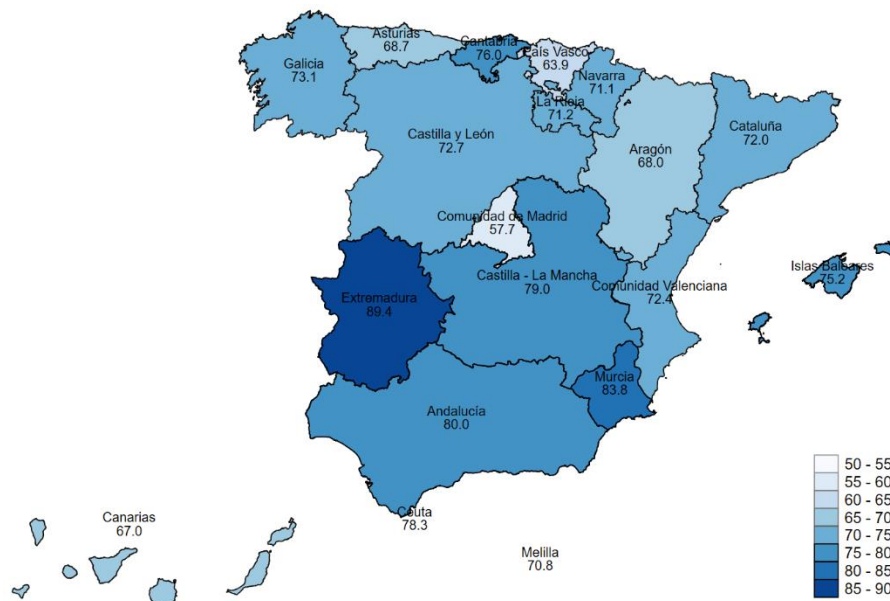 Asturias
68.7
Cantabria
76.0
País Vasco
63.9
Galicia
73.1
Navarra
71.1
La Rioja
71.2
Castilla y León
72.7
Aragón
68.0
Cataluña
72.0
Comunidad de Madrid
57.7
Islas Baleares
75.2
Castilla - La Mancha
79.0
Comunidad Valenciana
72.4
Extremadura
89.4
Murcia
83.8
Andalucía
80.0
Ceuta
78.3
Canarias
67.0
Melilla
70.8
50 - 55
55 - 60
60 - 65
65 - 70
70 - 75
75 - 80
80 - 85
85 - 90